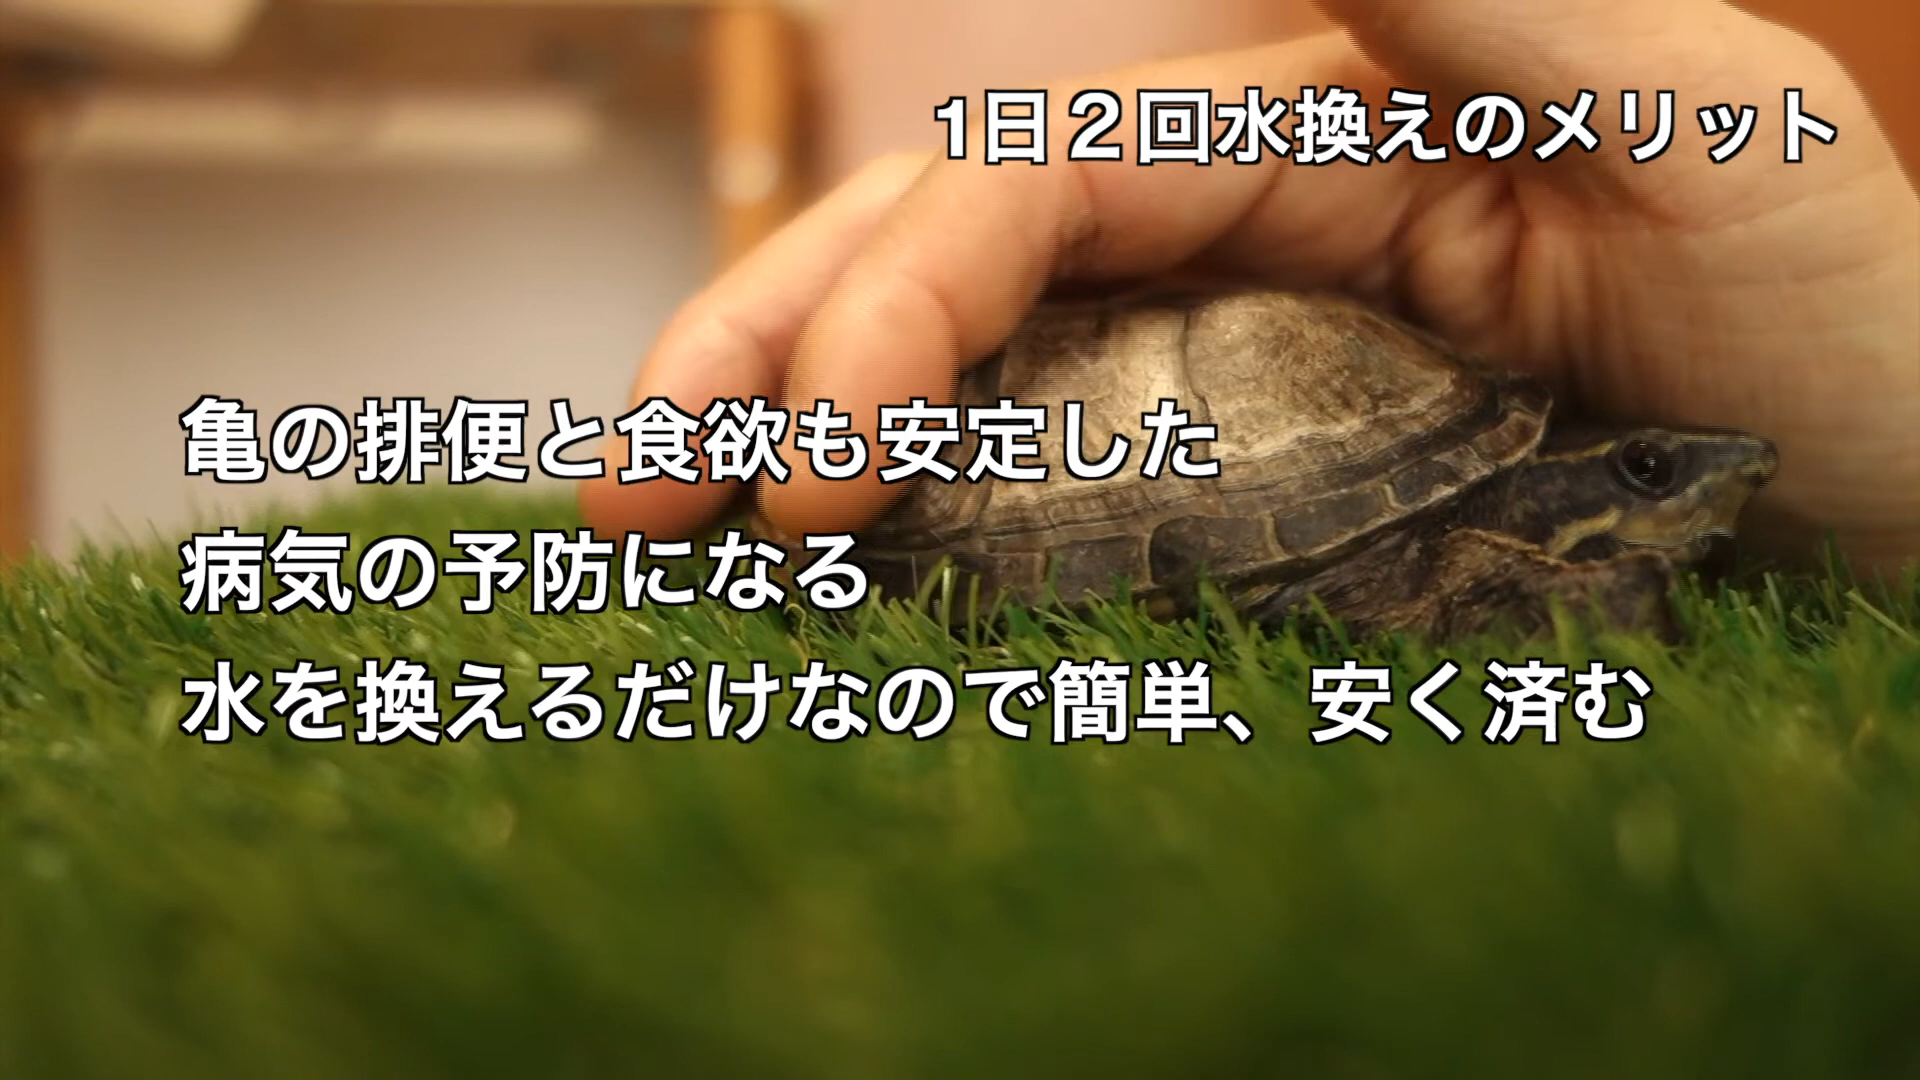 1日２回水換えのメリット
亀の排便と食欲も安定した
病気の予防になる
水を換えるだけなので簡単、安く済む